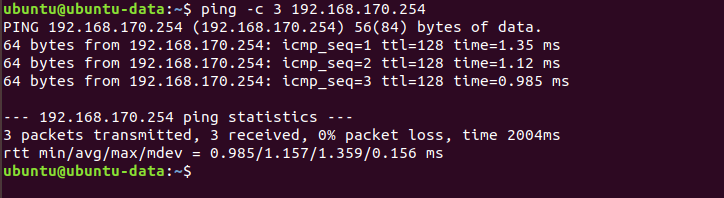 ubuntu@ubuntu-data:~$ ping -c 3 192.168.170.254
PING 192.168.170.254 (192.168.170.254) 56(84) bytes of data.
64 bytes from 192.168.170.254: icmp_seq=1 ttl=128 time=1.35 ms
64 bytes from 192.168.170.254: icmp_seq=2 ttl=128 time=1.12 ms
64 bytes from 192.168.170.254: icmp_seq=3 ttl=128 time=0.985 ms
--- 192.168.170.254 ping statistics ---
3 packets transmitted, 3 received, 0% packet loss, time 2004ms
rtt min/avg/max/mdev = 0.985/1.157/1.359/0.156 ms
ubuntu@ubuntu-data:~$